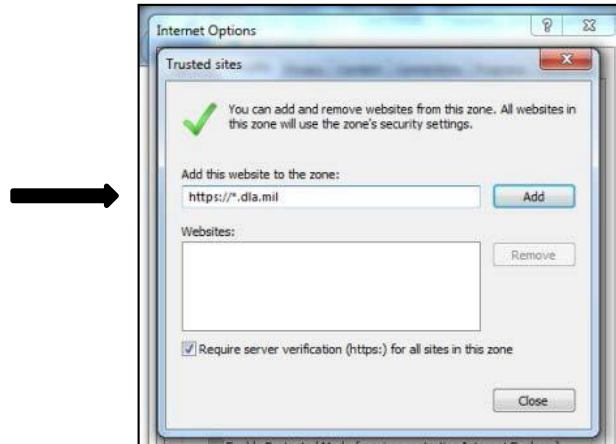 Internet Options
Trusted sites
You can add and remove websites from this zone. All websites in
this zone will use the zone's security settings.
Add this website to the zone:
https://*.dla.mil
Add
Websites:
Remove
Require server verification (https:) for all sites in this zone
Close